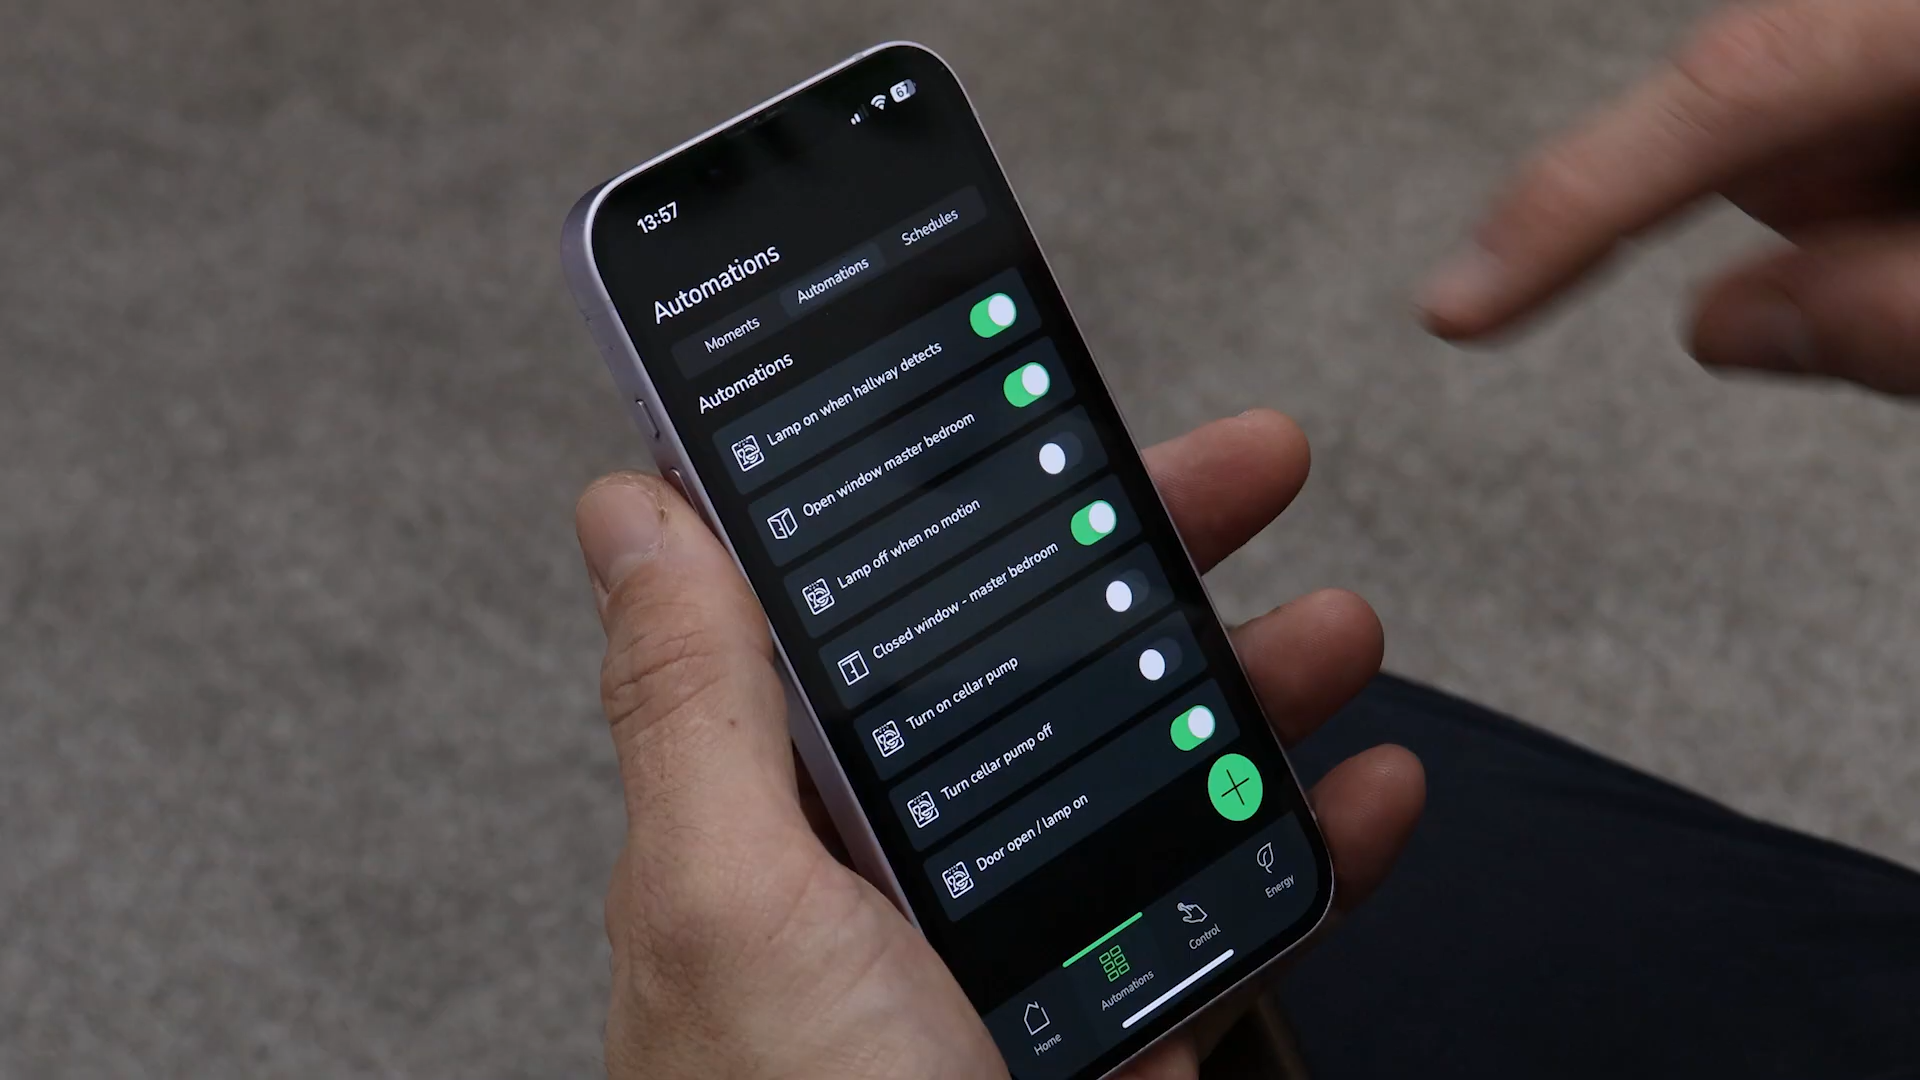 13:57
67
Automations
Moments
Automations
Schedules
Automations
Lamp on when hallway detects
Open window master bedroom
Lamp off when no motion
Closed window - master bedroom
Turn on cellar pump
Turn cellar pump off
Door open / lamp on
Home
Automations
Control
Energy